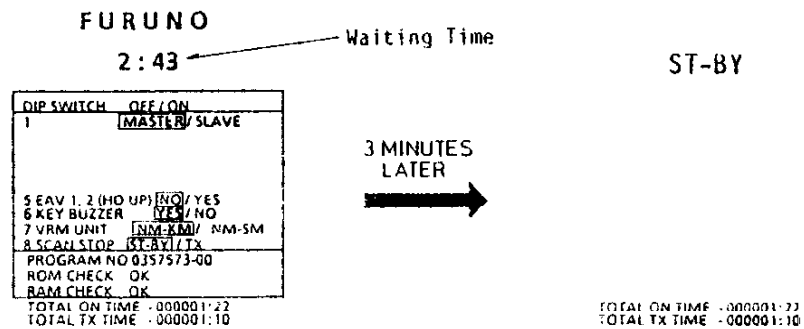 FURUNO
2:43
Waiting Time
DIP SWITCH OFF/ON
1 MASTER/SLAVE
5 EAV 1, 2 (HO UP) NO/YES
6 KEY BUZZER YES/NO
7 VRM UNIT NM-KM/ NM-SM
8 SCAN STOP ST-BY/TX
PROGRAM NO 0357573-00
ROM CHECK OK
RAM CHECK OK
TOTAL ON TIME -000001:22
TOTAL TX TIME -000001:10
3 MINUTES
LATER
ST-BY
TOTAL ON TIME -000001:22
TOTAL TX TIME -000001:10